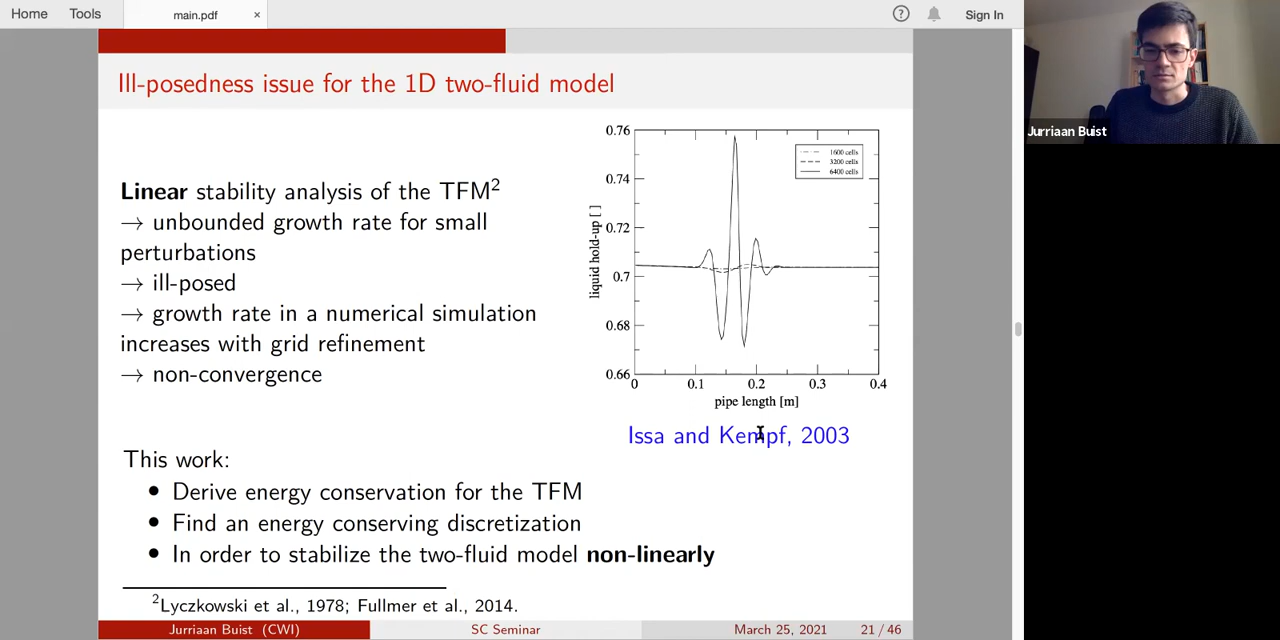 Home Tools main.pdf × ? Sign In
Ill-posedness issue for the 1D two-fluid model
Linear stability analysis of the TFM2
→ unbounded growth rate for small
perturbations
→ ill-posed
→ growth rate in a numerical simulation
increases with grid refinement
→ non-convergence
0.76
0.74
0.72
0.7
0.68
0.66
liquid hold-up [ ]
1600 cells
3200 cells
6400 cells
0 0.1 0.2 0.3 0.4
pipe length [m]
Issa and Kempf, 2003
This work:
• Derive energy conservation for the TFM
• Find an energy conserving discretization
• In order to stabilize the two-fluid model non-linearly
2Lyczkowski et al., 1978; Fullmer et al., 2014.
Jurriaan Buist (CWI) SC Seminar March 25, 2021 21 / 46
Jurriaan Buist